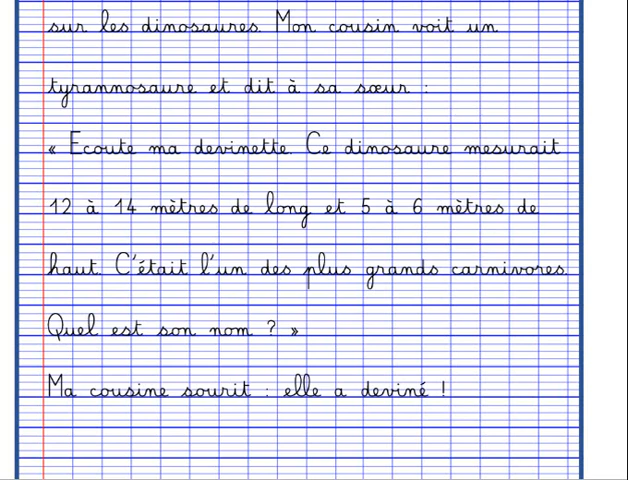 sur les dinosaures. Mon cousin voit un
tyrannosaure et dit à sa sœur :
« Ecoute ma devinette. Ce dinosaure mesurait
12 à 14 mètres de long et 5 à 6 mètres de
haut. C'était l'un des plus grands carnivores.
Quel est son nom ? »
Ma cousine sourit : elle a deviné !